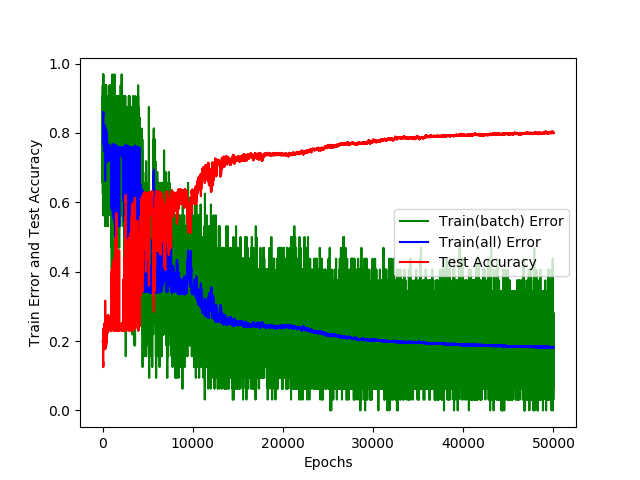 1.0
0.8
0.6
0.4
0.2
0.0
Train Error and Test Accuracy
Train(batch) Error
Train(all) Error
Test Accuracy
0 10000 20000 30000 40000 50000
Epochs